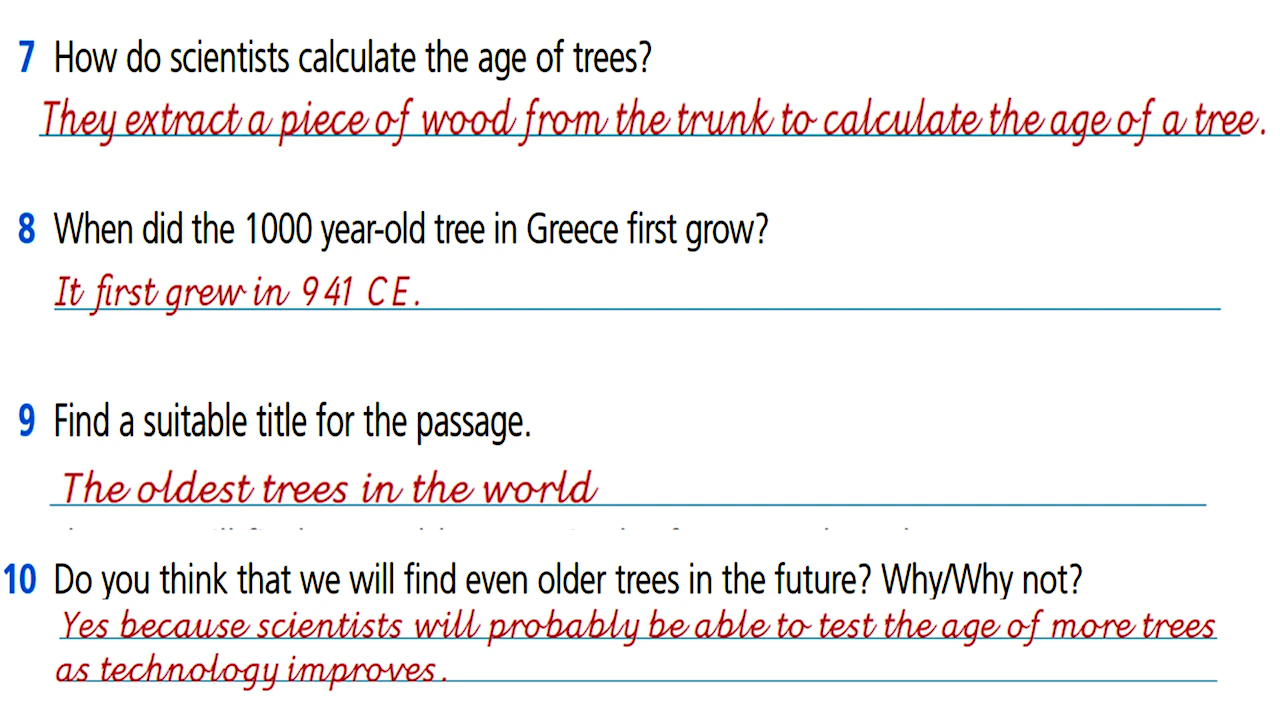 7 How do scientists calculate the age of trees?
They extract a piece of wood from the trunk to calculate the age of a tree.
8 When did the 1000 year-old tree in Greece first grow?
It first grew in 941 CE.
9 Find a suitable title for the passage.
The oldest trees in the world
10 Do you think that we will find even older trees in the future? Why/Why not?
Yes because scientists will probably be able to test the age of more trees
as technology improves.